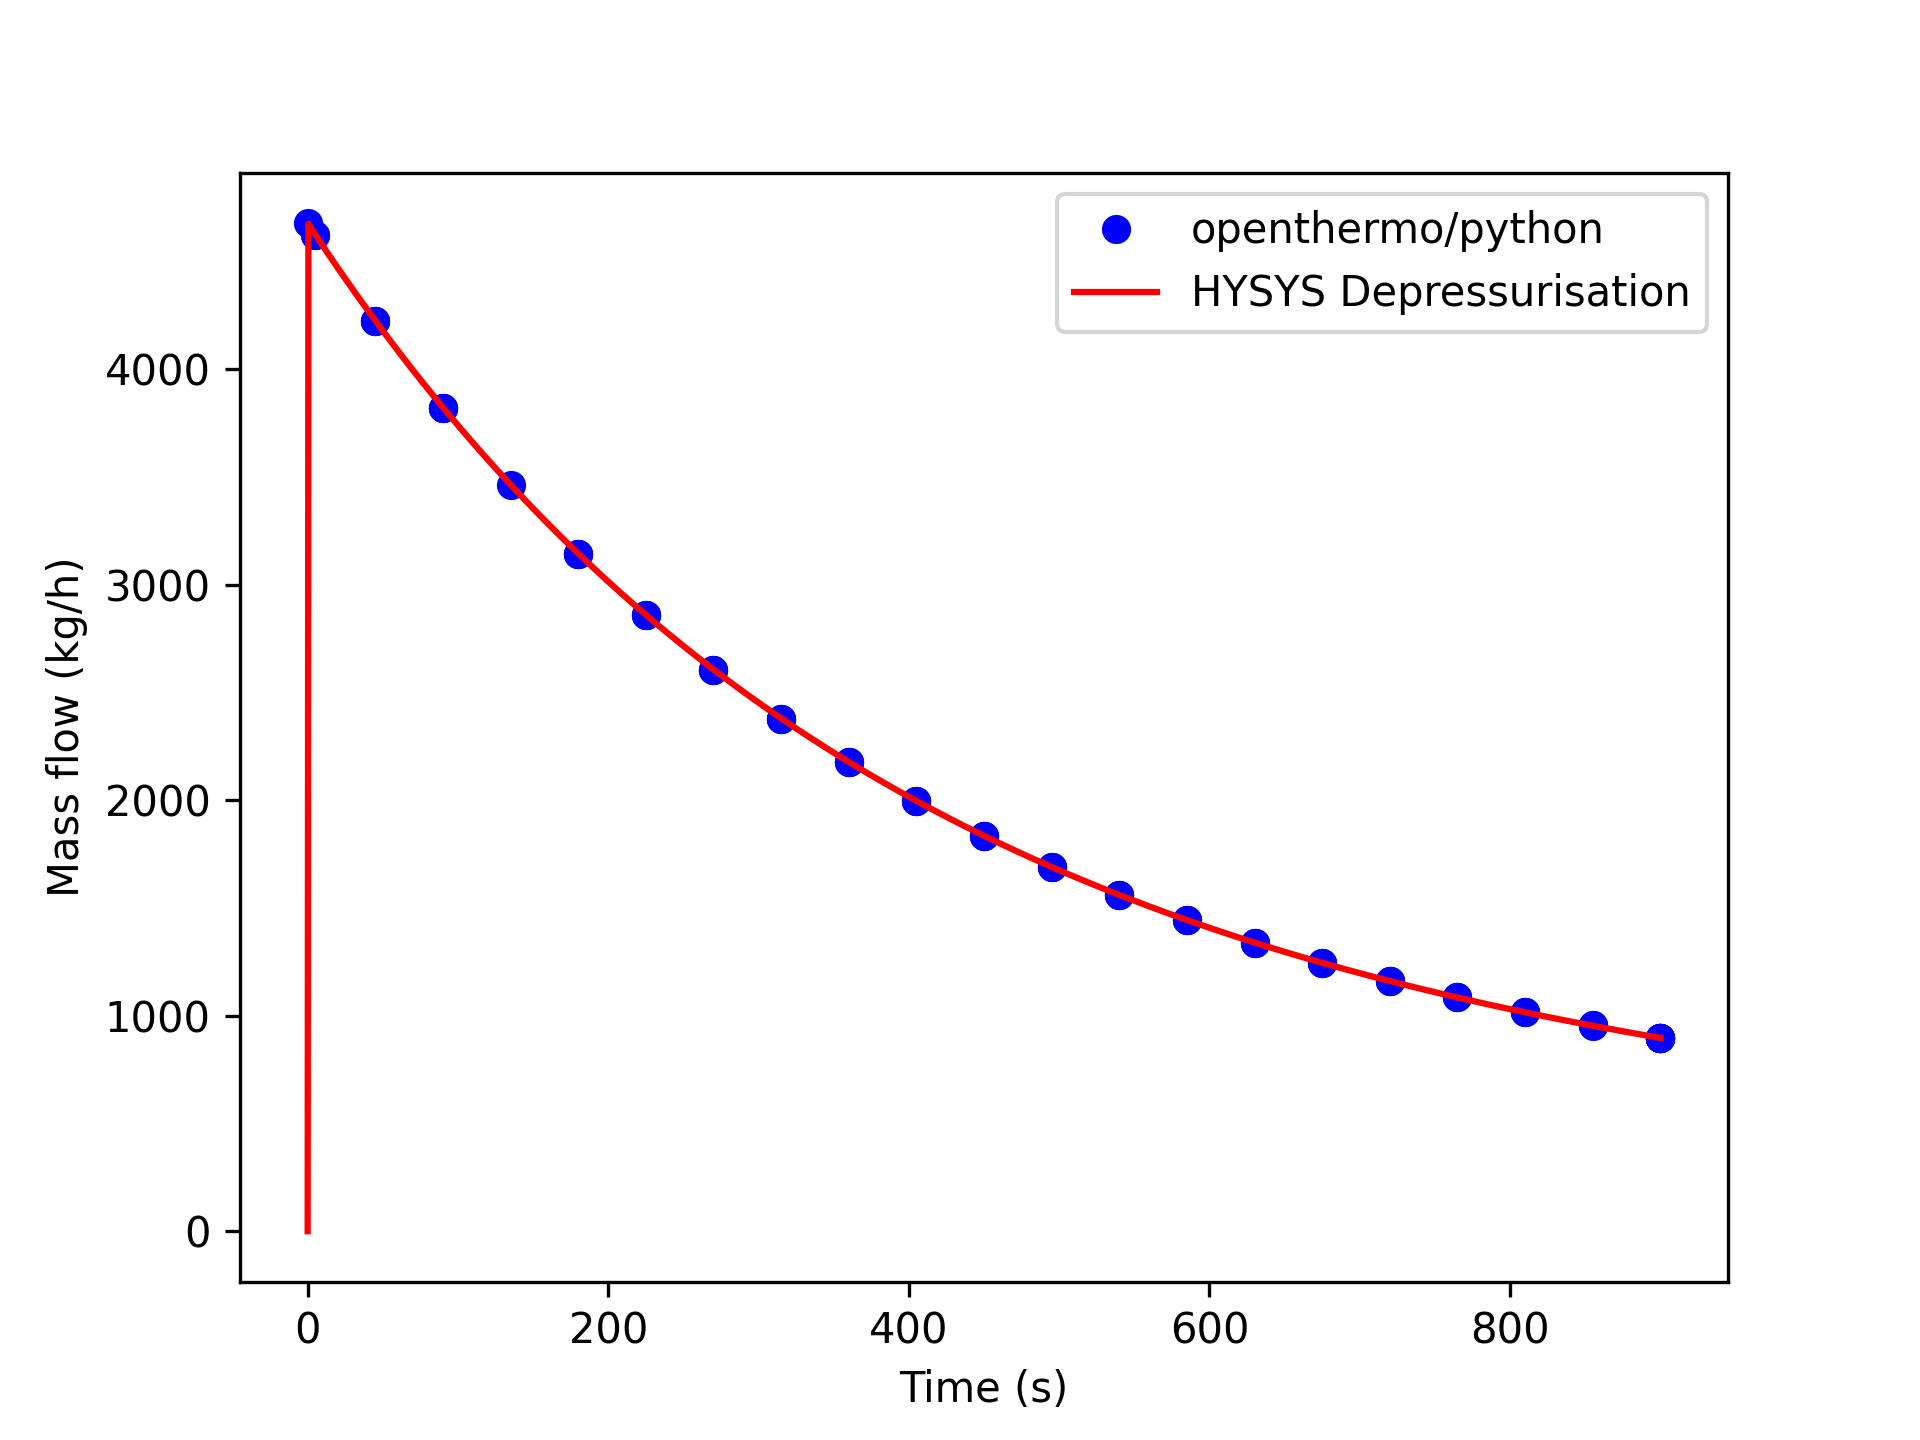 openthermo/python
HYSYS Depressurisation
Mass flow (kg/h)
4000
3000
2000
1000
0
0 200 400 600 800
Time (s)